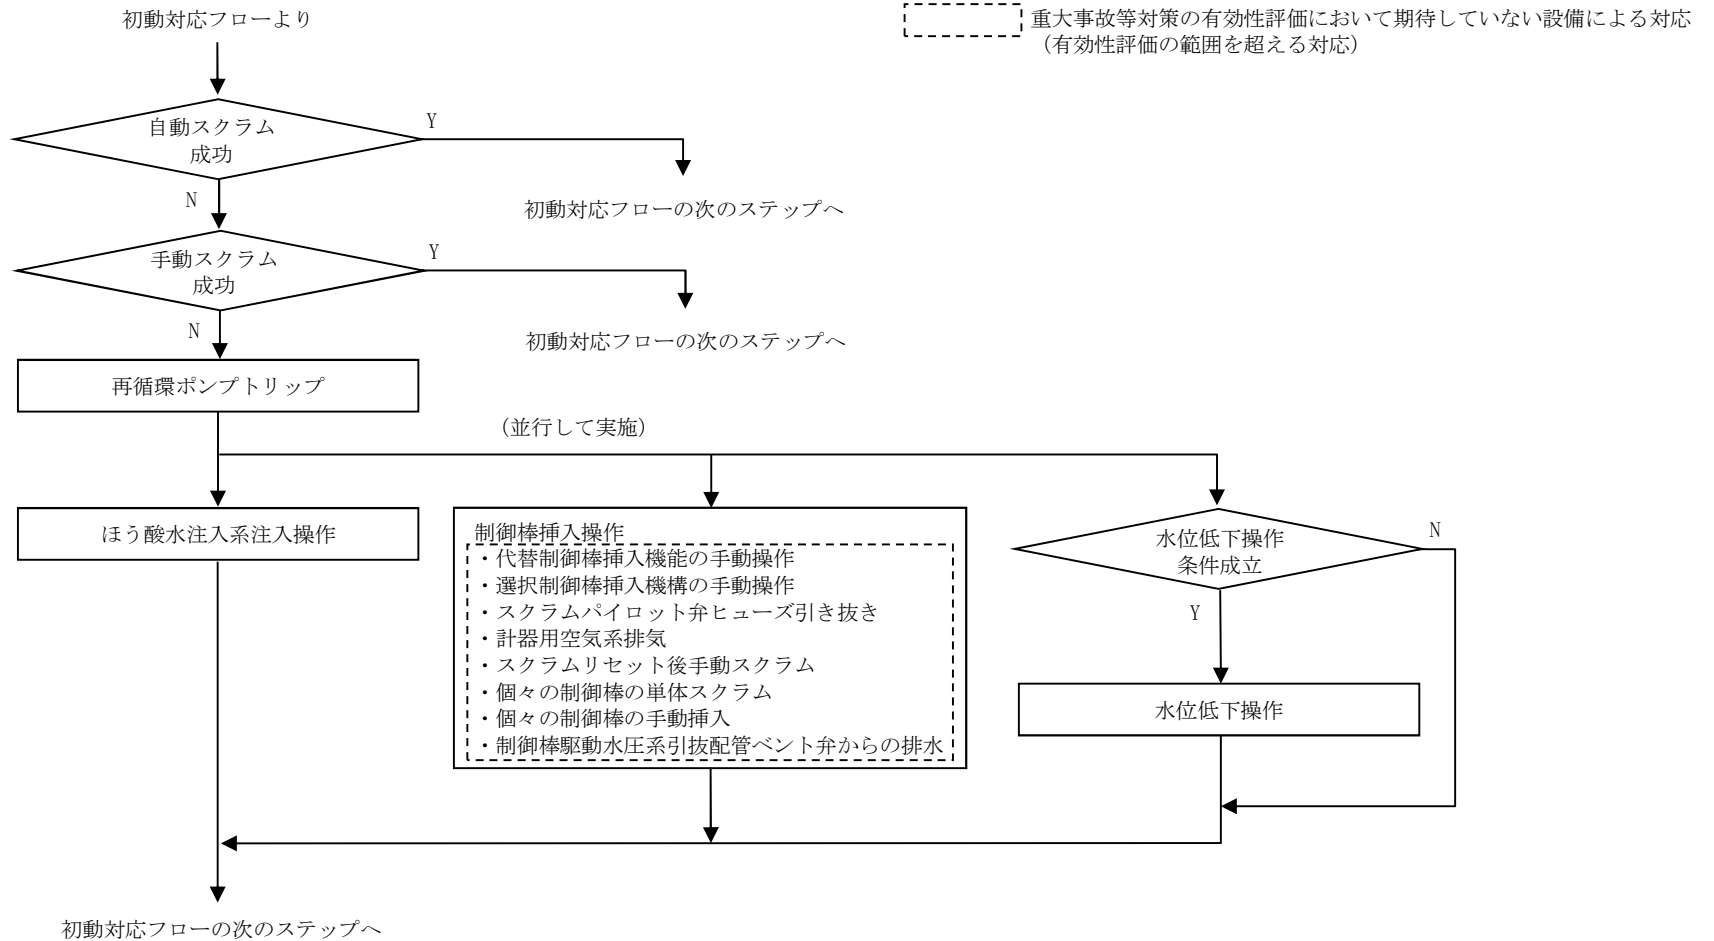 初動対応フローより
重大事故等対策の有効性評価において期待していない設備による対応
（有効性評価の範囲を超える対応）
自動スクラム
成功
Y
N
初動対応フローの次のステップへ
手動スクラム
成功
Y
N
初動対応フローの次のステップへ
再循環ポンプトリップ
（並行して実施）
ほう酸水注入系注入操作
制御棒挿入操作
・代替制御棒挿入機能の手動操作
・選択制御棒挿入機構の手動操作
・スクラムパイロット弁ヒューズ引き抜き
・計器用空気系排気
・スクラムリセット後手動スクラム
・個々の制御棒の単体スクラム
・個々の制御棒の手動挿入
・制御棒駆動水圧系引抜配管ベント弁からの排水
水位低下操作
条件成立
N
Y
水位低下操作
初動対応フローの次のステップへ